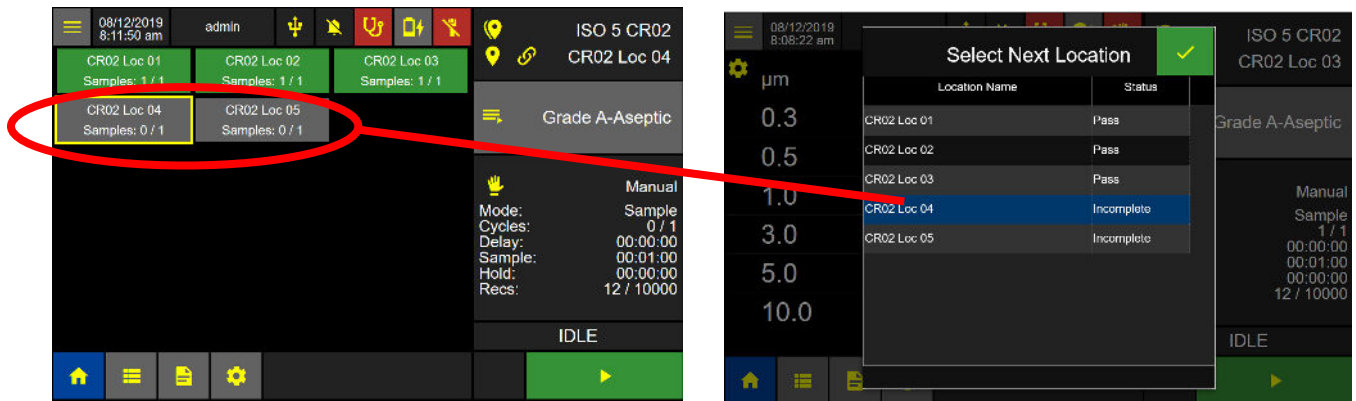 08/12/2019
8:11:50 am
admin
ISO 5 CR02
CR02 Loc 04
CR02 Loc 01
Samples: 1 / 1
CR02 Loc 02
Samples: 1 / 1
CR02 Loc 03
Samples: 1 / 1
CR02 Loc 04
Samples: 0 / 1
CR02 Loc 05
Samples: 0 / 1
Grade A-Aseptic
Manual
Mode: Sample
Cycles: 0 / 1
Delay: 00:00:00
Sample: 00:01:00
Hold: 00:00:00
Recs: 12 / 10000
IDLE
08/12/2019
8:08:22 am
ISO 5 CR02
CR02 Loc 03
µm
0.3
0.5
1.0
3.0
5.0
10.0
Select Next Location
Location Name Status
CR02 Loc 01 Pass
CR02 Loc 02 Pass
CR02 Loc 03 Pass
CR02 Loc 04 Incomplete
CR02 Loc 05 Incomplete
Grade A-Aseptic
Manual
Sample
1 / 1
00:00:00
00:01:00
00:00:00
12 / 10000
IDLE